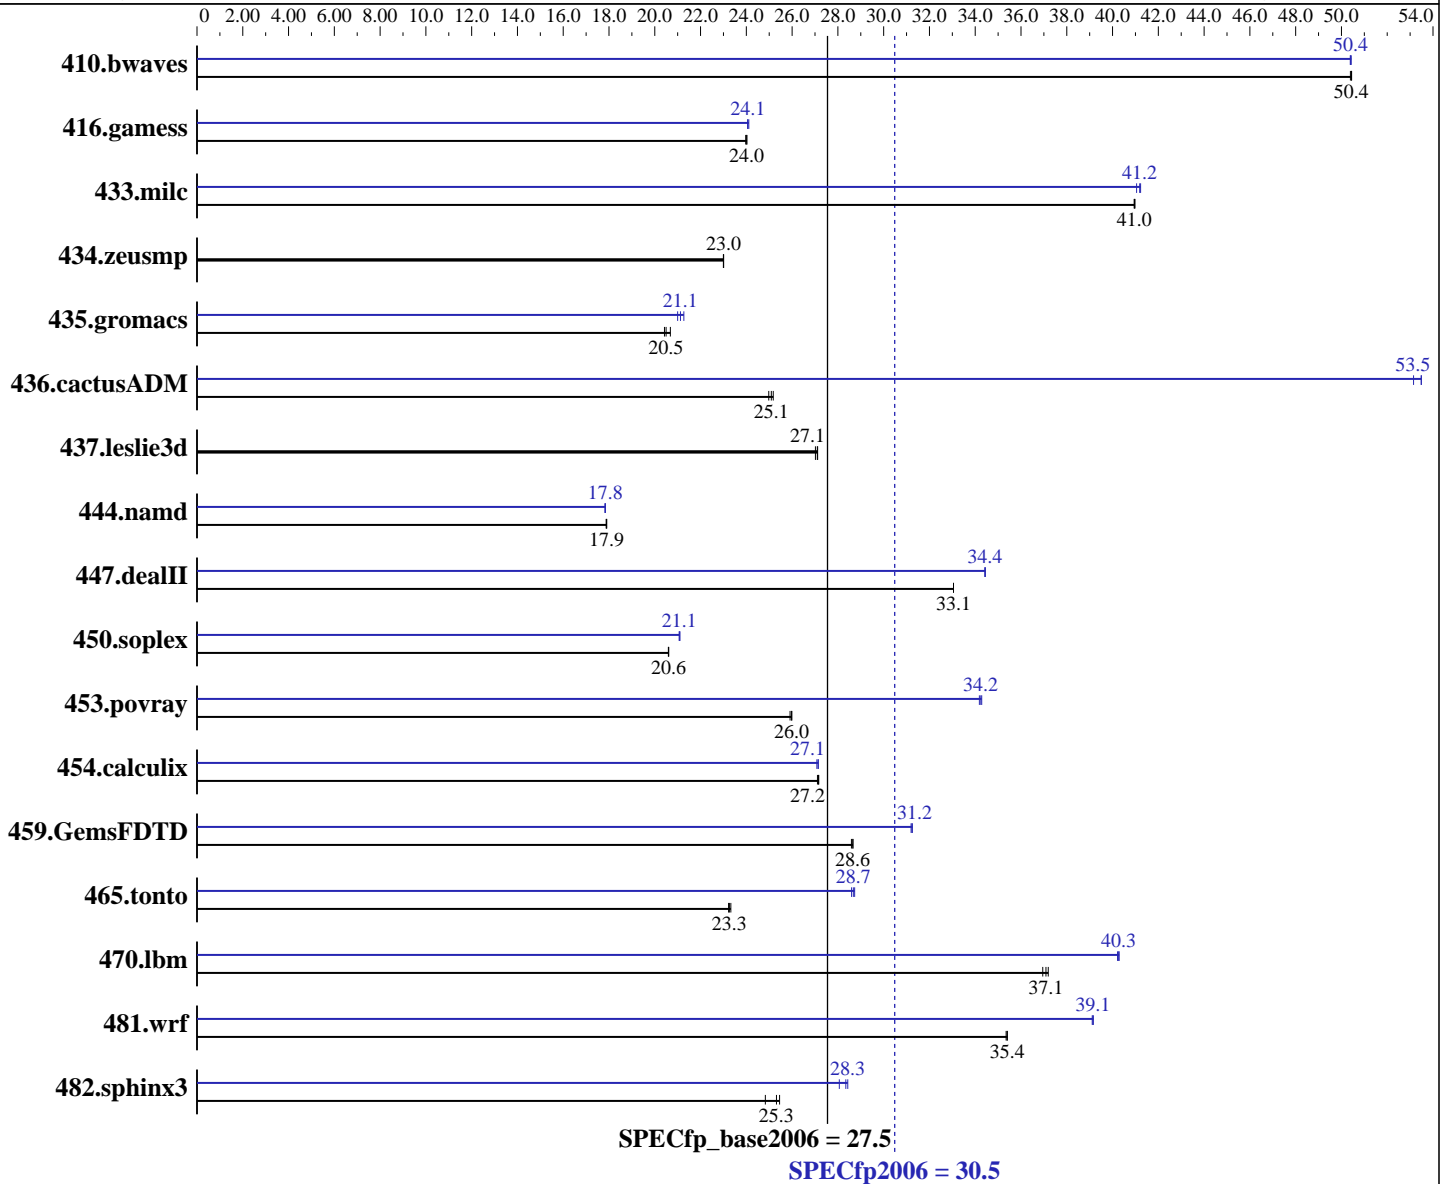 0 2.00 4.00 6.00 8.00 10.0 12.0 14.0 16.0 18.0 20.0 22.0 24.0 26.0 28.0 30.0 32.0 34.0 36.0 38.0 40.0 42.0 44.0 46.0 48.0 50.0 54.0
50.4
410.bwaves
50.4
24.1
416.gamess
24.0
41.2
433.milc
41.0
23.0
434.zeusmp
21.1
435.gromacs
20.5
53.5
436.cactusADM
25.1
27.1
437.leslie3d
17.8
444.namd
17.9
34.4
447.dealII
33.1
21.1
450.soplex
20.6
34.2
453.povray
26.0
27.1
454.calculix
27.2
31.2
459.GemsFDTD
28.6
28.7
465.tonto
23.3
40.3
470.lbm
37.1
39.1
481.wrf
35.4
28.3
482.sphinx3
25.3
SPECfp_base2006 = 27.5
SPECfp2006 = 30.5